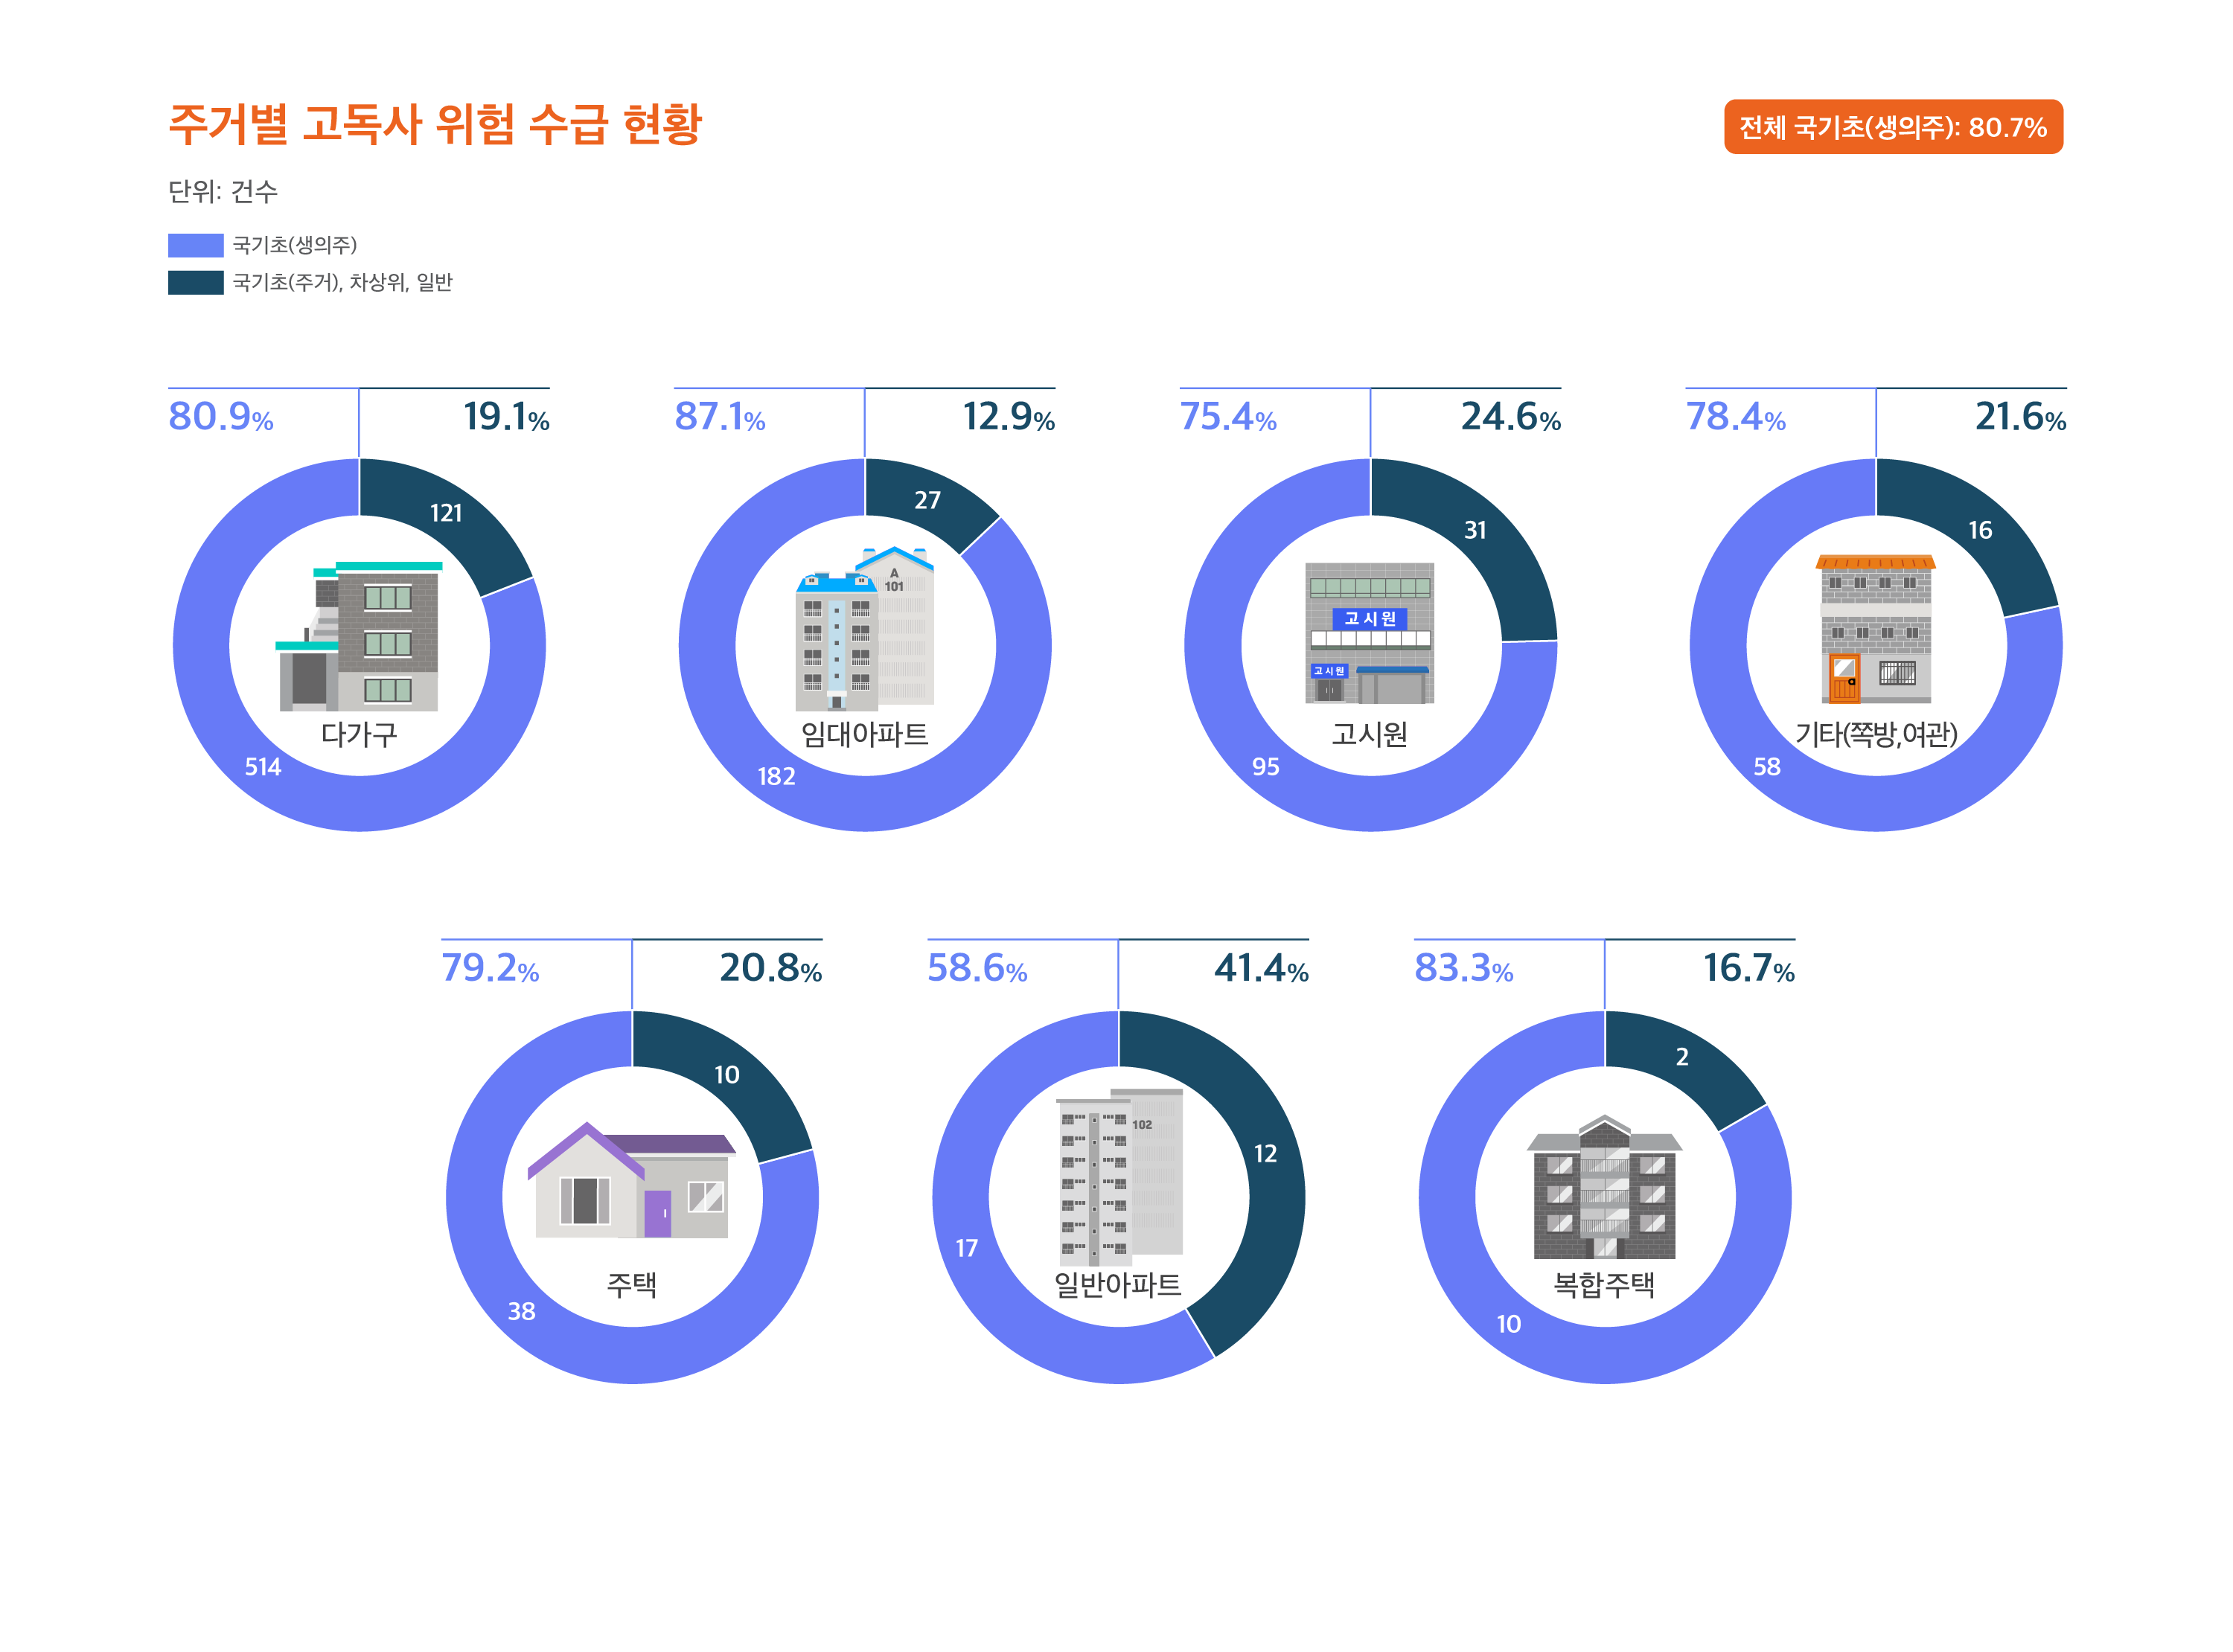 주거별 고독사 위험 수급 현황
전체 국기초(생의주): 80.7%
단위: 건수
국기초(생의주)
국기초(주거), 차상위, 일반
80.9% 19.1%
121
다가구
514
87.1% 12.9%
27
A
101
임대아파트
182
75.4% 24.6%
31
고시원
고시원
고시원
95
78.4% 21.6%
16
기타(쪽방,여관)
58
79.2% 20.8%
10
주택
38
58.6% 41.4%
102
12
17
일반아파트
83.3% 16.7%
2
복합주택
10